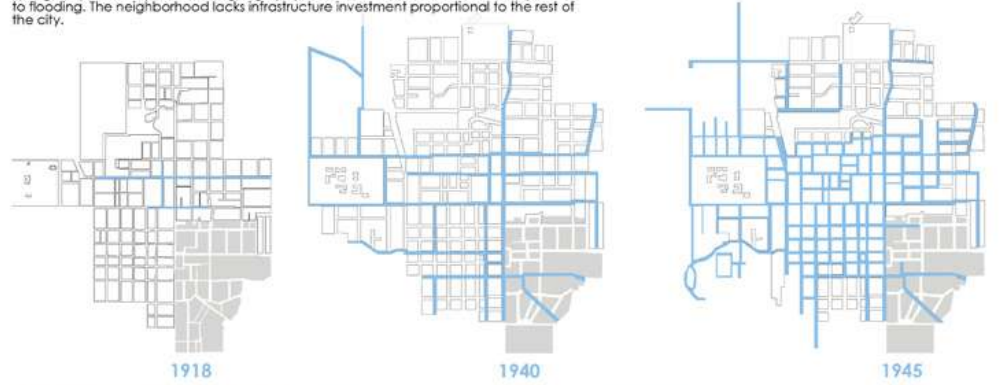 to flooding. The neighborhood lacks infrastructure investment proportional to the rest of
the city.
1918
1940
1945